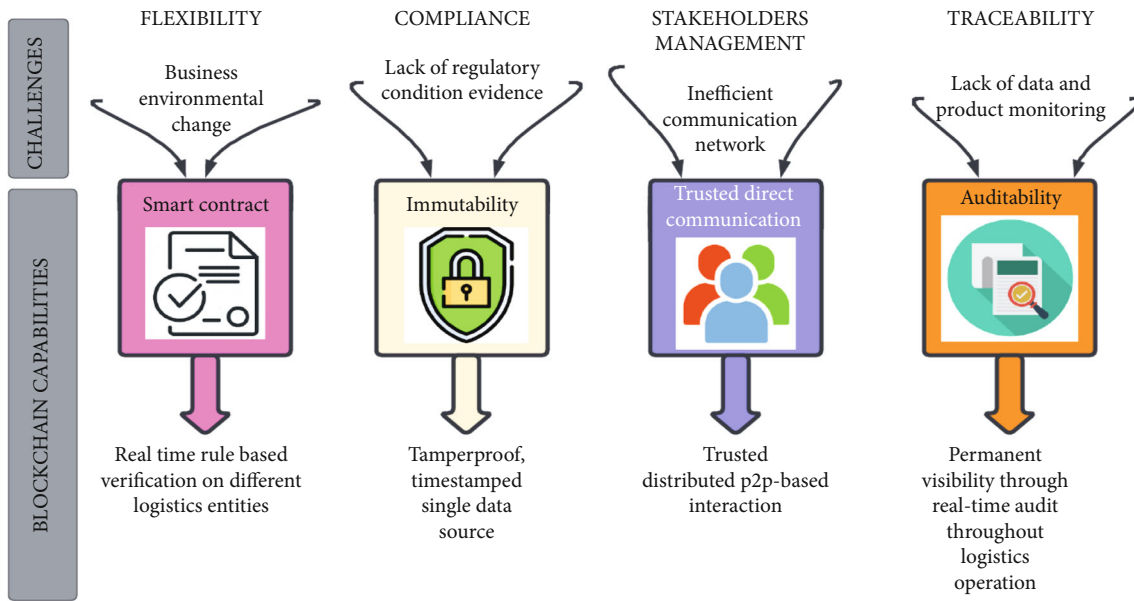 CHALLENGES
FLEXIBILITY
Business
environmental
change
COMPLIANCE
Lack of regulatory
condition evidence
STAKEHOLDERS
MANAGEMENT
Inefficient
communication
network
TRACEABILITY
Lack of data and
product monitoring
BLOCKCHAIN CAPABILITIES
Smart contract
Real time rule based
verification on different
logistics entities
Immutability
Tamperproof,
timestamped
single data
source
Trusted direct
communication
Trusted
distributed p2p-based
interaction
Auditability
Permanent
visibility through
real-time audit
throughout
logistics
operation